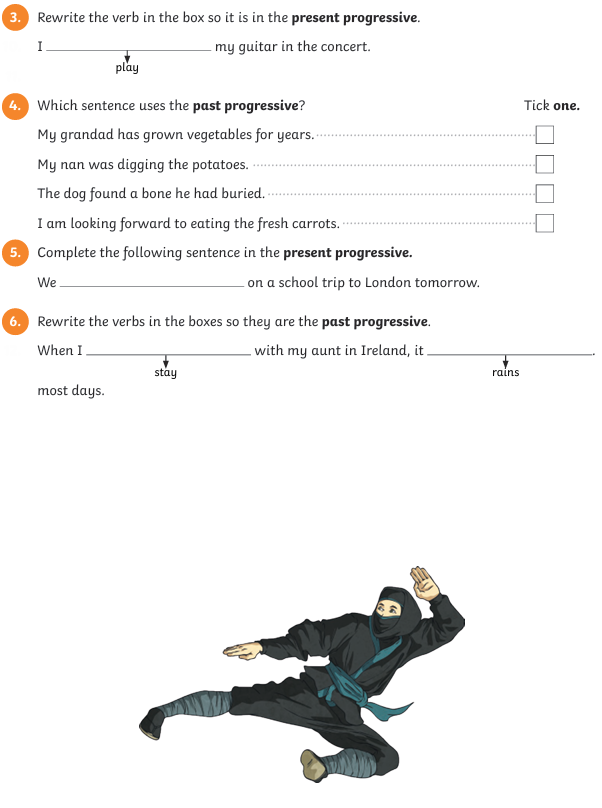 3. Rewrite the verb in the box so it is in the present progressive.
I ____________________ my guitar in the concert.
play
4. Which sentence uses the past progressive? Tick one.
My grandad has grown vegetables for years.
My nan was digging the potatoes.
The dog found a bone he had buried.
I am looking forward to eating the fresh carrots.
5. Complete the following sentence in the present progressive.
We ____________________ on a school trip to London tomorrow.
6. Rewrite the verbs in the boxes so they are the past progressive.
When I ____________________ with my aunt in Ireland, it ____________________.
stay rains
most days.